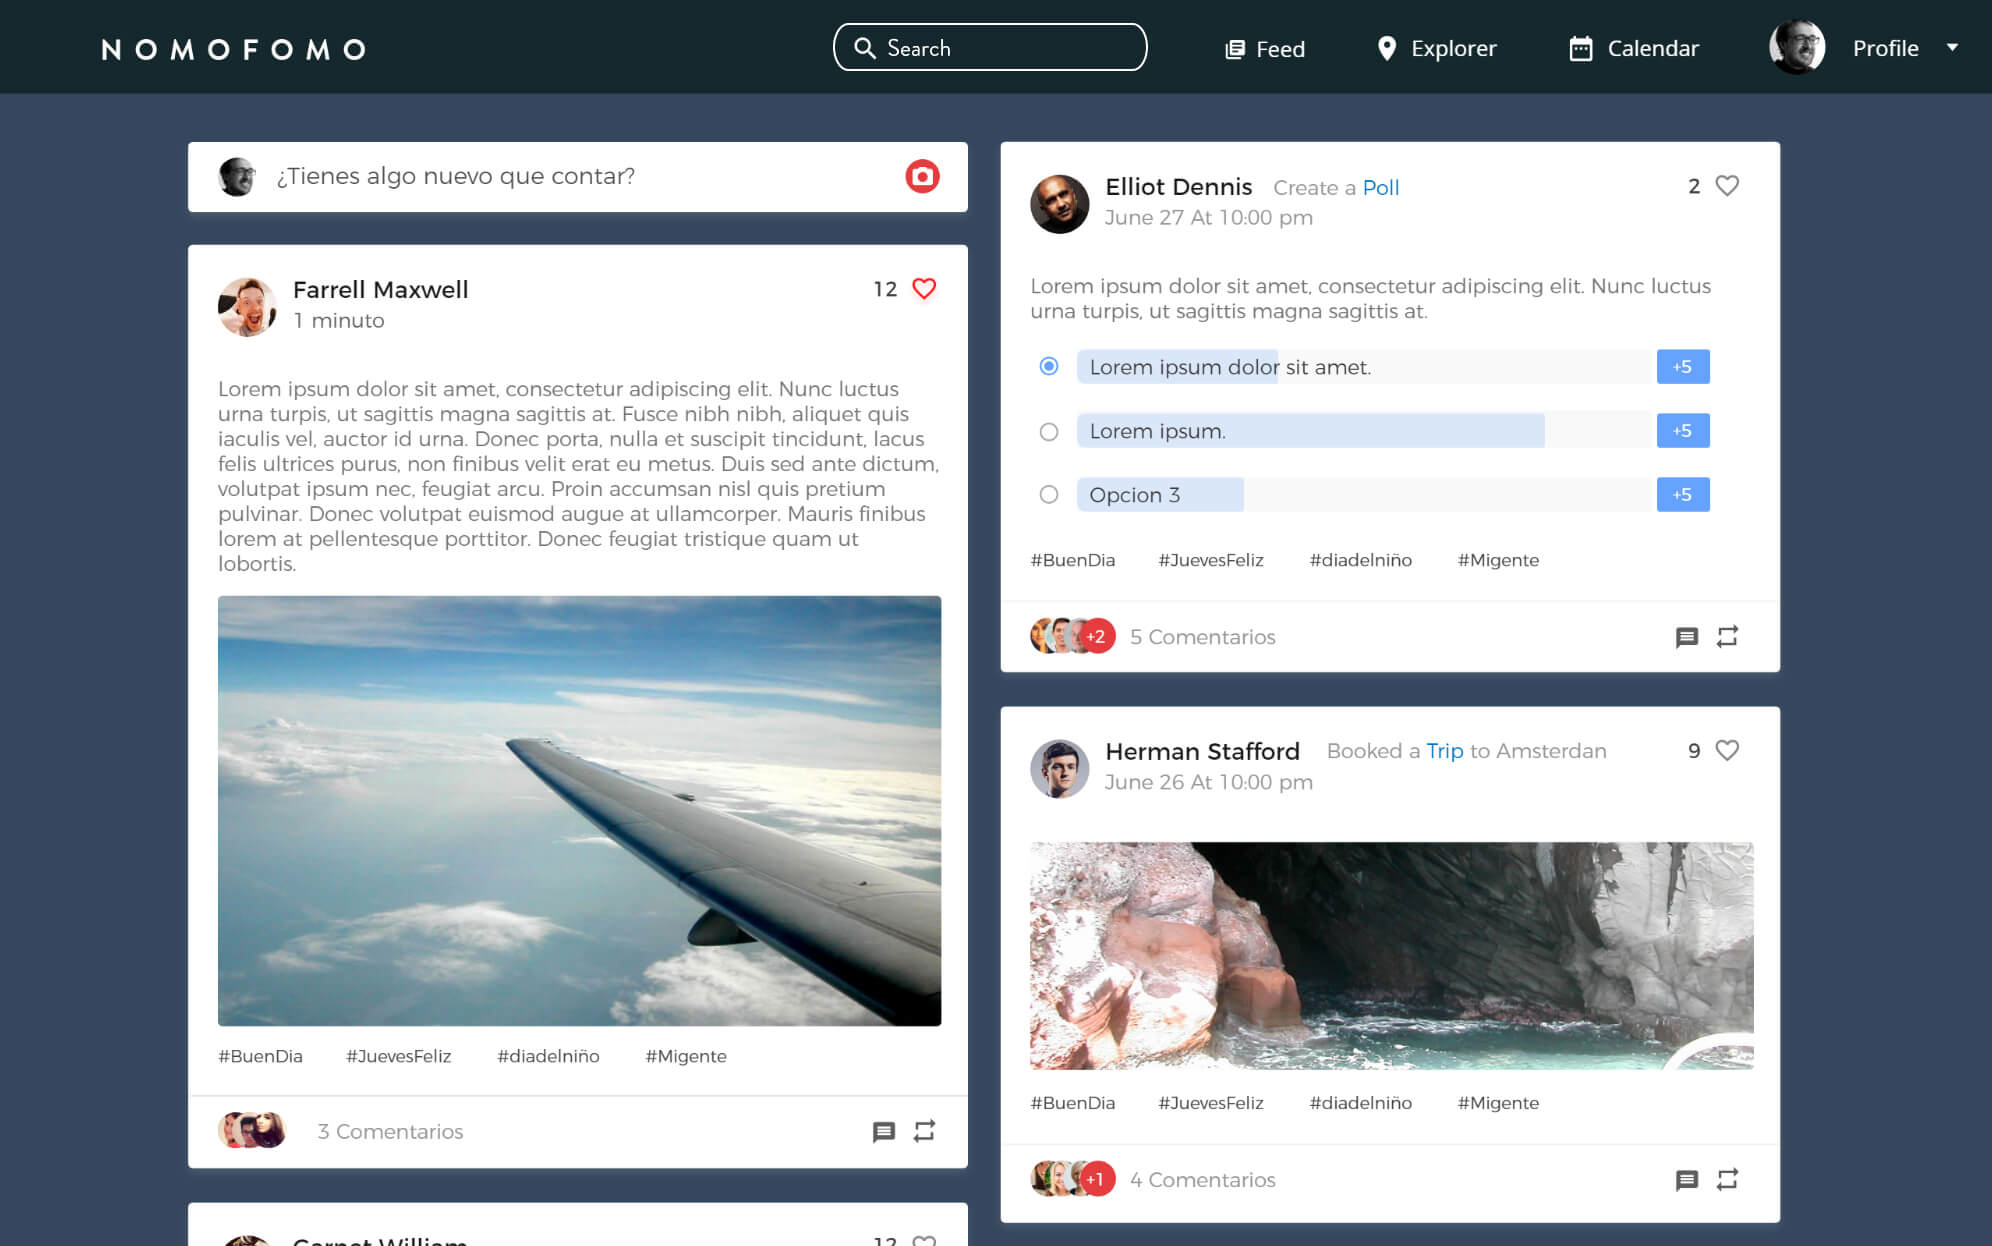 NOMOFOMO
Search
Feed
Explorer
Calendar
Profile
¿Tienes algo nuevo que contar?
Farrell Maxwell
12
1 minuto
Lorem ipsum dolor sit amet, consectetur adipiscing elit. Nunc luctus
urna turpis, ut sagittis magna sagittis at. Fusce nibh nibh, aliquet quis
iaculis vel, auctor id urna. Donec porta, nulla et suscipit tincidunt, lacus
felis ultrices purus, non finibus velit erat eu metus. Duis sed ante dictum,
volutpat ipsum nec, feugiat arcu. Proin accumsan nisl quis pretium
pulvinar. Donec volutpat euismod augue at ullamcorper. Mauris finibus
lorem at pellentesque porttitor. Donec feugiat tristique quam ut
lobortis.
#BuenDia #JuevesFeliz #diadelniño #Migente
3 Comentarios
Garnet William
12
Elliot Dennis Create a Poll
2
June 27 At 10:00 pm
Lorem ipsum dolor sit amet, consectetur adipiscing elit. Nunc luctus
urna turpis, ut sagittis magna sagittis at.
Lorem ipsum dolor sit amet. +5
Lorem ipsum. +5
Opcion 3 +5
#BuenDia #JuevesFeliz #diadelniño #Migente
+2 5 Comentarios
Herman Stafford Booked a Trip to Amsterdan
9
June 26 At 10:00 pm
#BuenDia #JuevesFeliz #diadelniño #Migente
+1 4 Comentarios